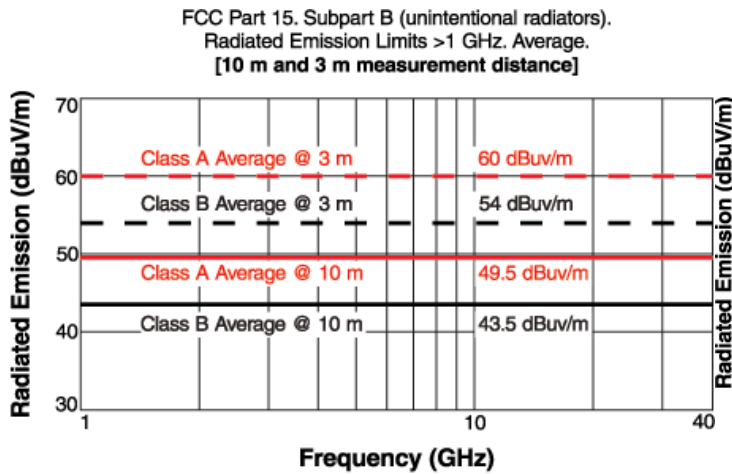 FCC Part 15. Subpart B (unintentional radiators).
Radiated Emission Limits >1 GHz. Average.
[10 m and 3 m measurement distance]
Radiated Emission (dBuV/m)
Radiated Emission (dBuV/m)
70
Class A Average @ 3 m 60 dBuv/m
60
Class B Average @ 3 m 54 dBuv/m
50
Class A Average @ 10 m 49.5 dBuv/m
Class B Average @ 10 m 43.5 dBuv/m
40
30
1 10 40
Frequency (GHz)